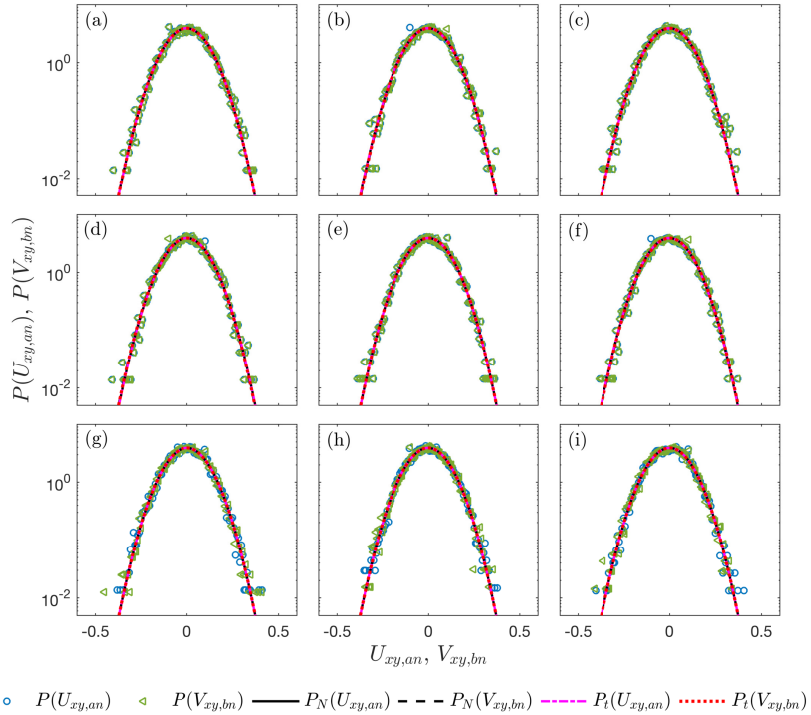 (a) (b) (c)
10^0
10^-2
(d) (e) (f)
10^0
10^-2
P(U_{xy,an}), P(V_{xy,bn})
(g) (h) (i)
10^0
10^-2
-0.5 0 0.5 -0.5 0 0.5 -0.5 0 0.5
U_{xy,an}, V_{xy,bn}
P(U_{xy,an}) P(V_{xy,bn}) P_N(U_{xy,an}) P_N(V_{xy,bn}) P_t(U_{xy,an}) P_t(V_{xy,bn})